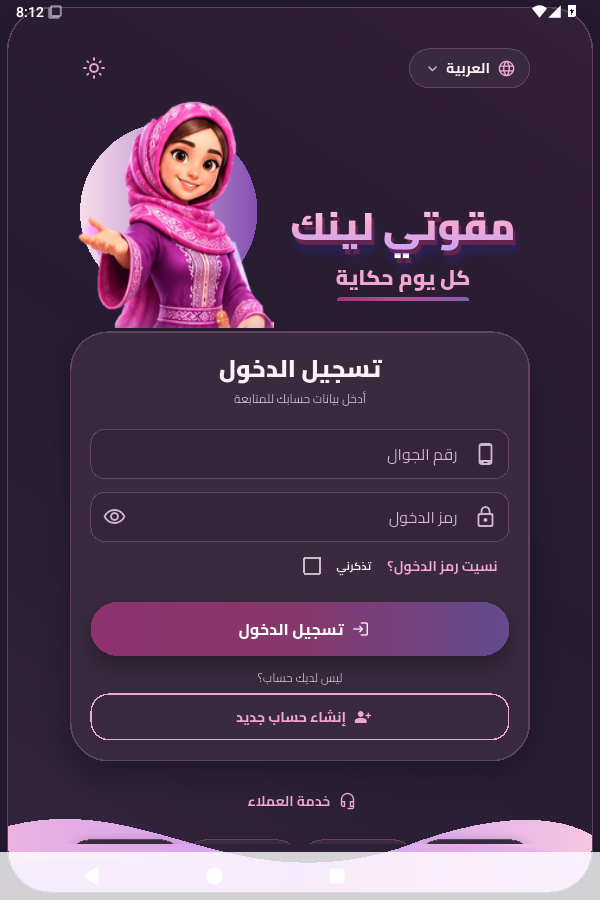 8:12
العربية
مقوتي لينك
كل يوم حكاية
تسجيل الدخول
أدخل بيانات حسابك للمتابعة
رقم الجوال
رمز الدخول
نسيت رمز الدخول؟ تذكرني
تسجيل الدخول
ليس لديك حساب؟
إنشاء حساب جديد
خدمة العملاء